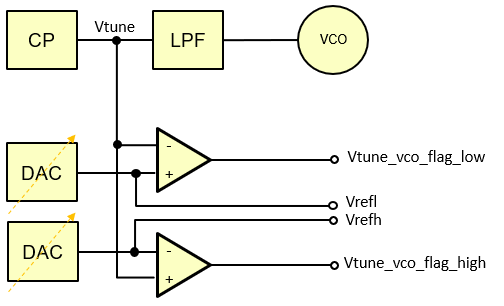 CP
Vtune
LPF
VCO
DAC
-
+
Vtune_vco_flag_low
Vrefl
Vrefh
DAC
-
+
Vtune_vco_flag_high